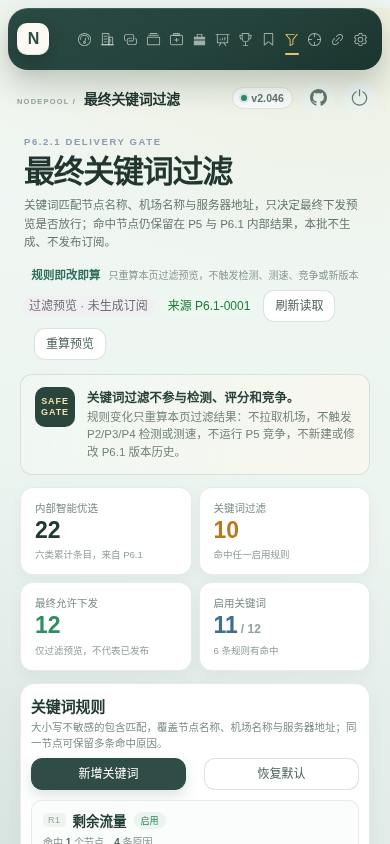 N
NODEPOOL / 最终关键词过滤 v2.046
P6.2.1 DELIVERY GATE
最终关键词过滤
关键词匹配节点名称、机场名称与服务器地址，只决定最终下发预
览是否放行；命中节点仍保留在 P5 与 P6.1 内部结果，本批不生
成、不发布订阅。
规则即改即算 只重算本页过滤预览，不触发检测、测速、竞争或新版本
过滤预览 · 未生成订阅 来源 P6.1-0001 刷新读取
重算预览
SAFE
GATE
关键词过滤不参与检测、评分和竞争。
规则变化只重算本页过滤结果：不拉取机场，不触发
P2/P3/P4 检测或测速，不运行 P5 竞争，不新建或修
改 P6.1 版本历史。
内部智能优选
22
六类累计条目，来自 P6.1
关键词过滤
10
命中任一启用规则
最终允许下发
12
仅过滤预览，不代表已发布
启用关键词
11 / 12
6 条规则有命中
关键词规则
大小写不敏感的包含匹配，覆盖节点名称、机场名称与服务器地址；同
一节点可保留多条命中原因。
新增关键词 恢复默认
R1 剩余流量 启用
命中 1 个节点，4 条原因